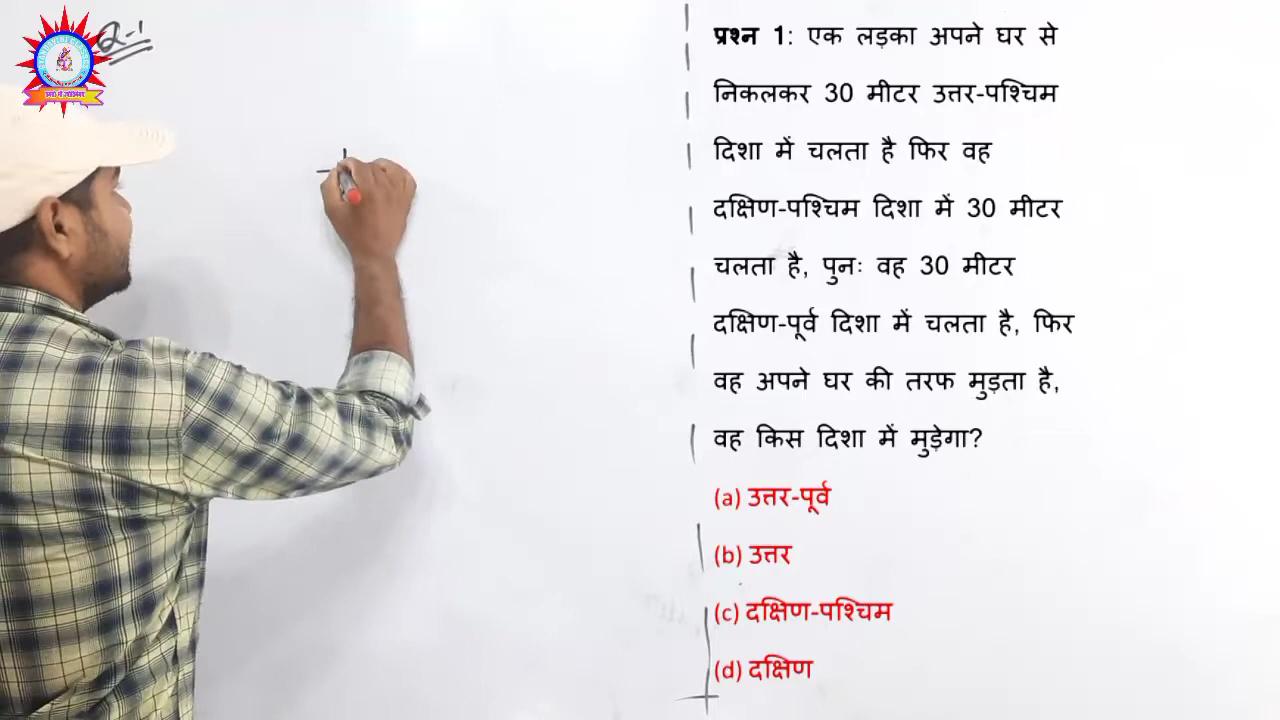 Q-1
प्रश्न 1: एक लड़का अपने घर से
निकलकर 30 मीटर उत्तर-पश्चिम
दिशा में चलता है फिर वह
दक्षिण-पश्चिम दिशा में 30 मीटर
चलता है, पुनः वह 30 मीटर
दक्षिण-पूर्व दिशा में चलता है, फिर
वह अपने घर की तरफ मुड़ता है,
वह किस दिशा में मुड़ेगा?
(a) उत्तर-पूर्व
(b) उत्तर
(c) दक्षिण-पश्चिम
(d) दक्षिण